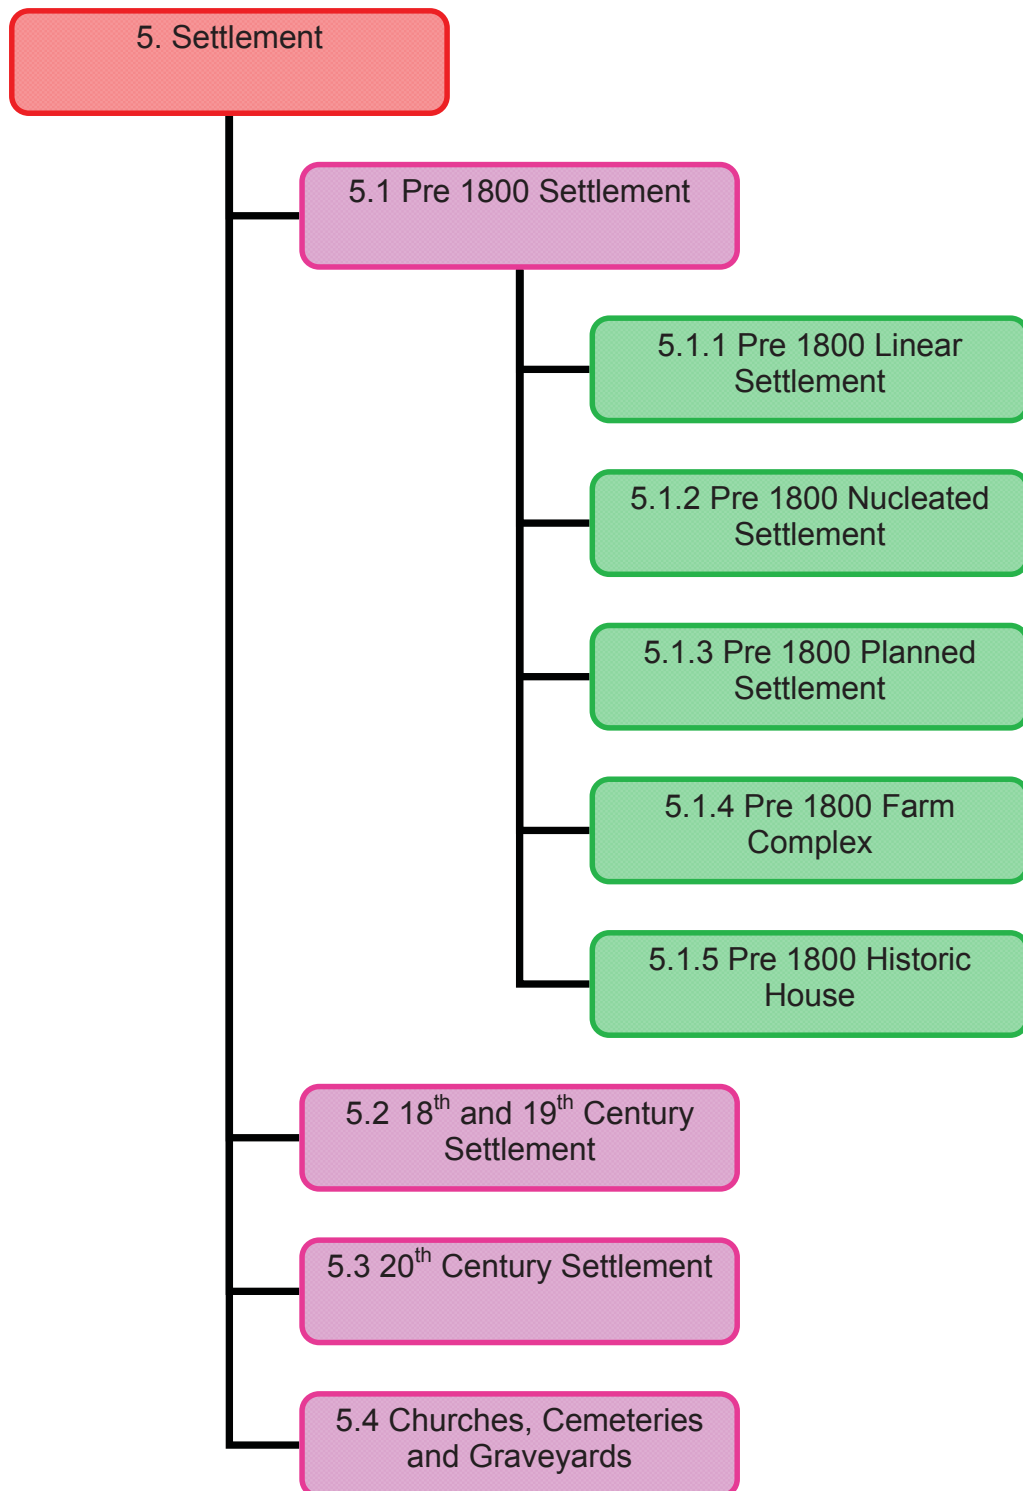 5. Settlement
5.1 Pre 1800 Settlement
5.1.1 Pre 1800 Linear
Settlement
5.1.2 Pre 1800 Nucleated
Settlement
5.1.3 Pre 1800 Planned
Settlement
5.1.4 Pre 1800 Farm
Complex
5.1.5 Pre 1800 Historic
House
5.2 18th and 19th Century
Settlement
5.3 20th Century Settlement
5.4 Churches, Cemeteries
and Graveyards